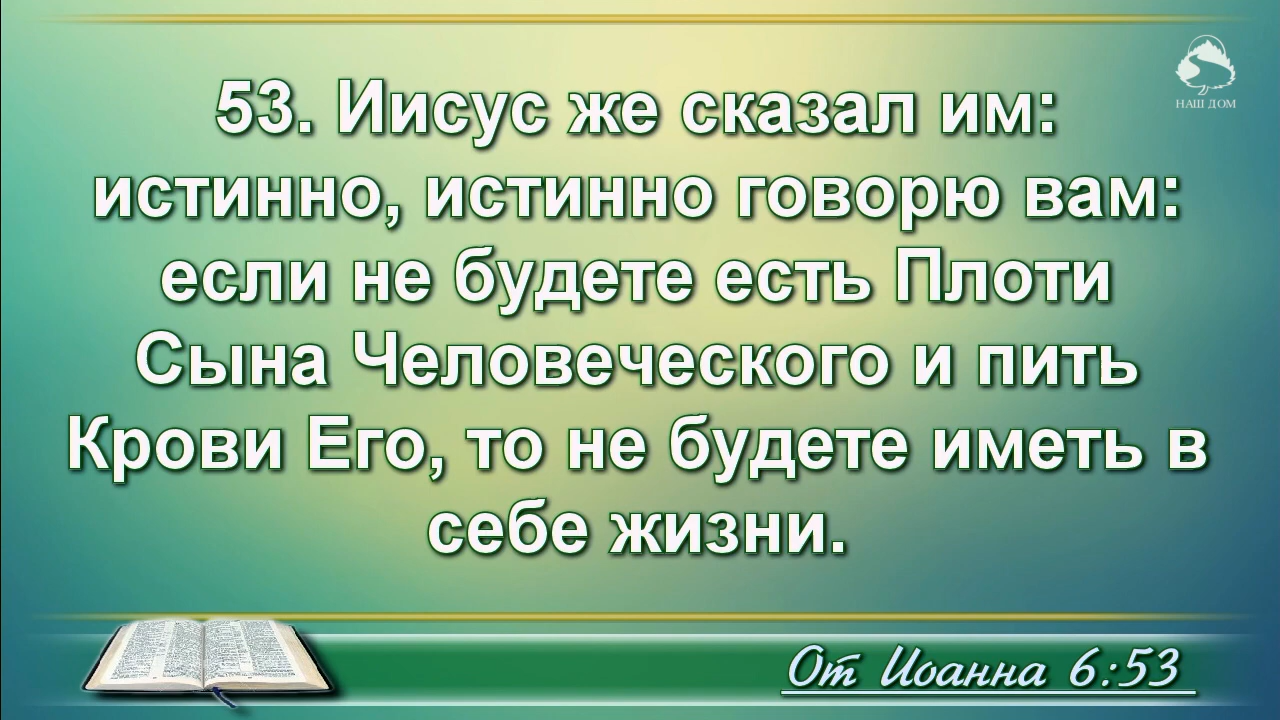 НАШ ДОМ
53. Иисус же сказал им:
истинно, истинно говорю вам:
если не будете есть Плоти
Сына Человеческого и пить
Крови Его, то не будете иметь в
себе жизни.
От Иоанна 6:53